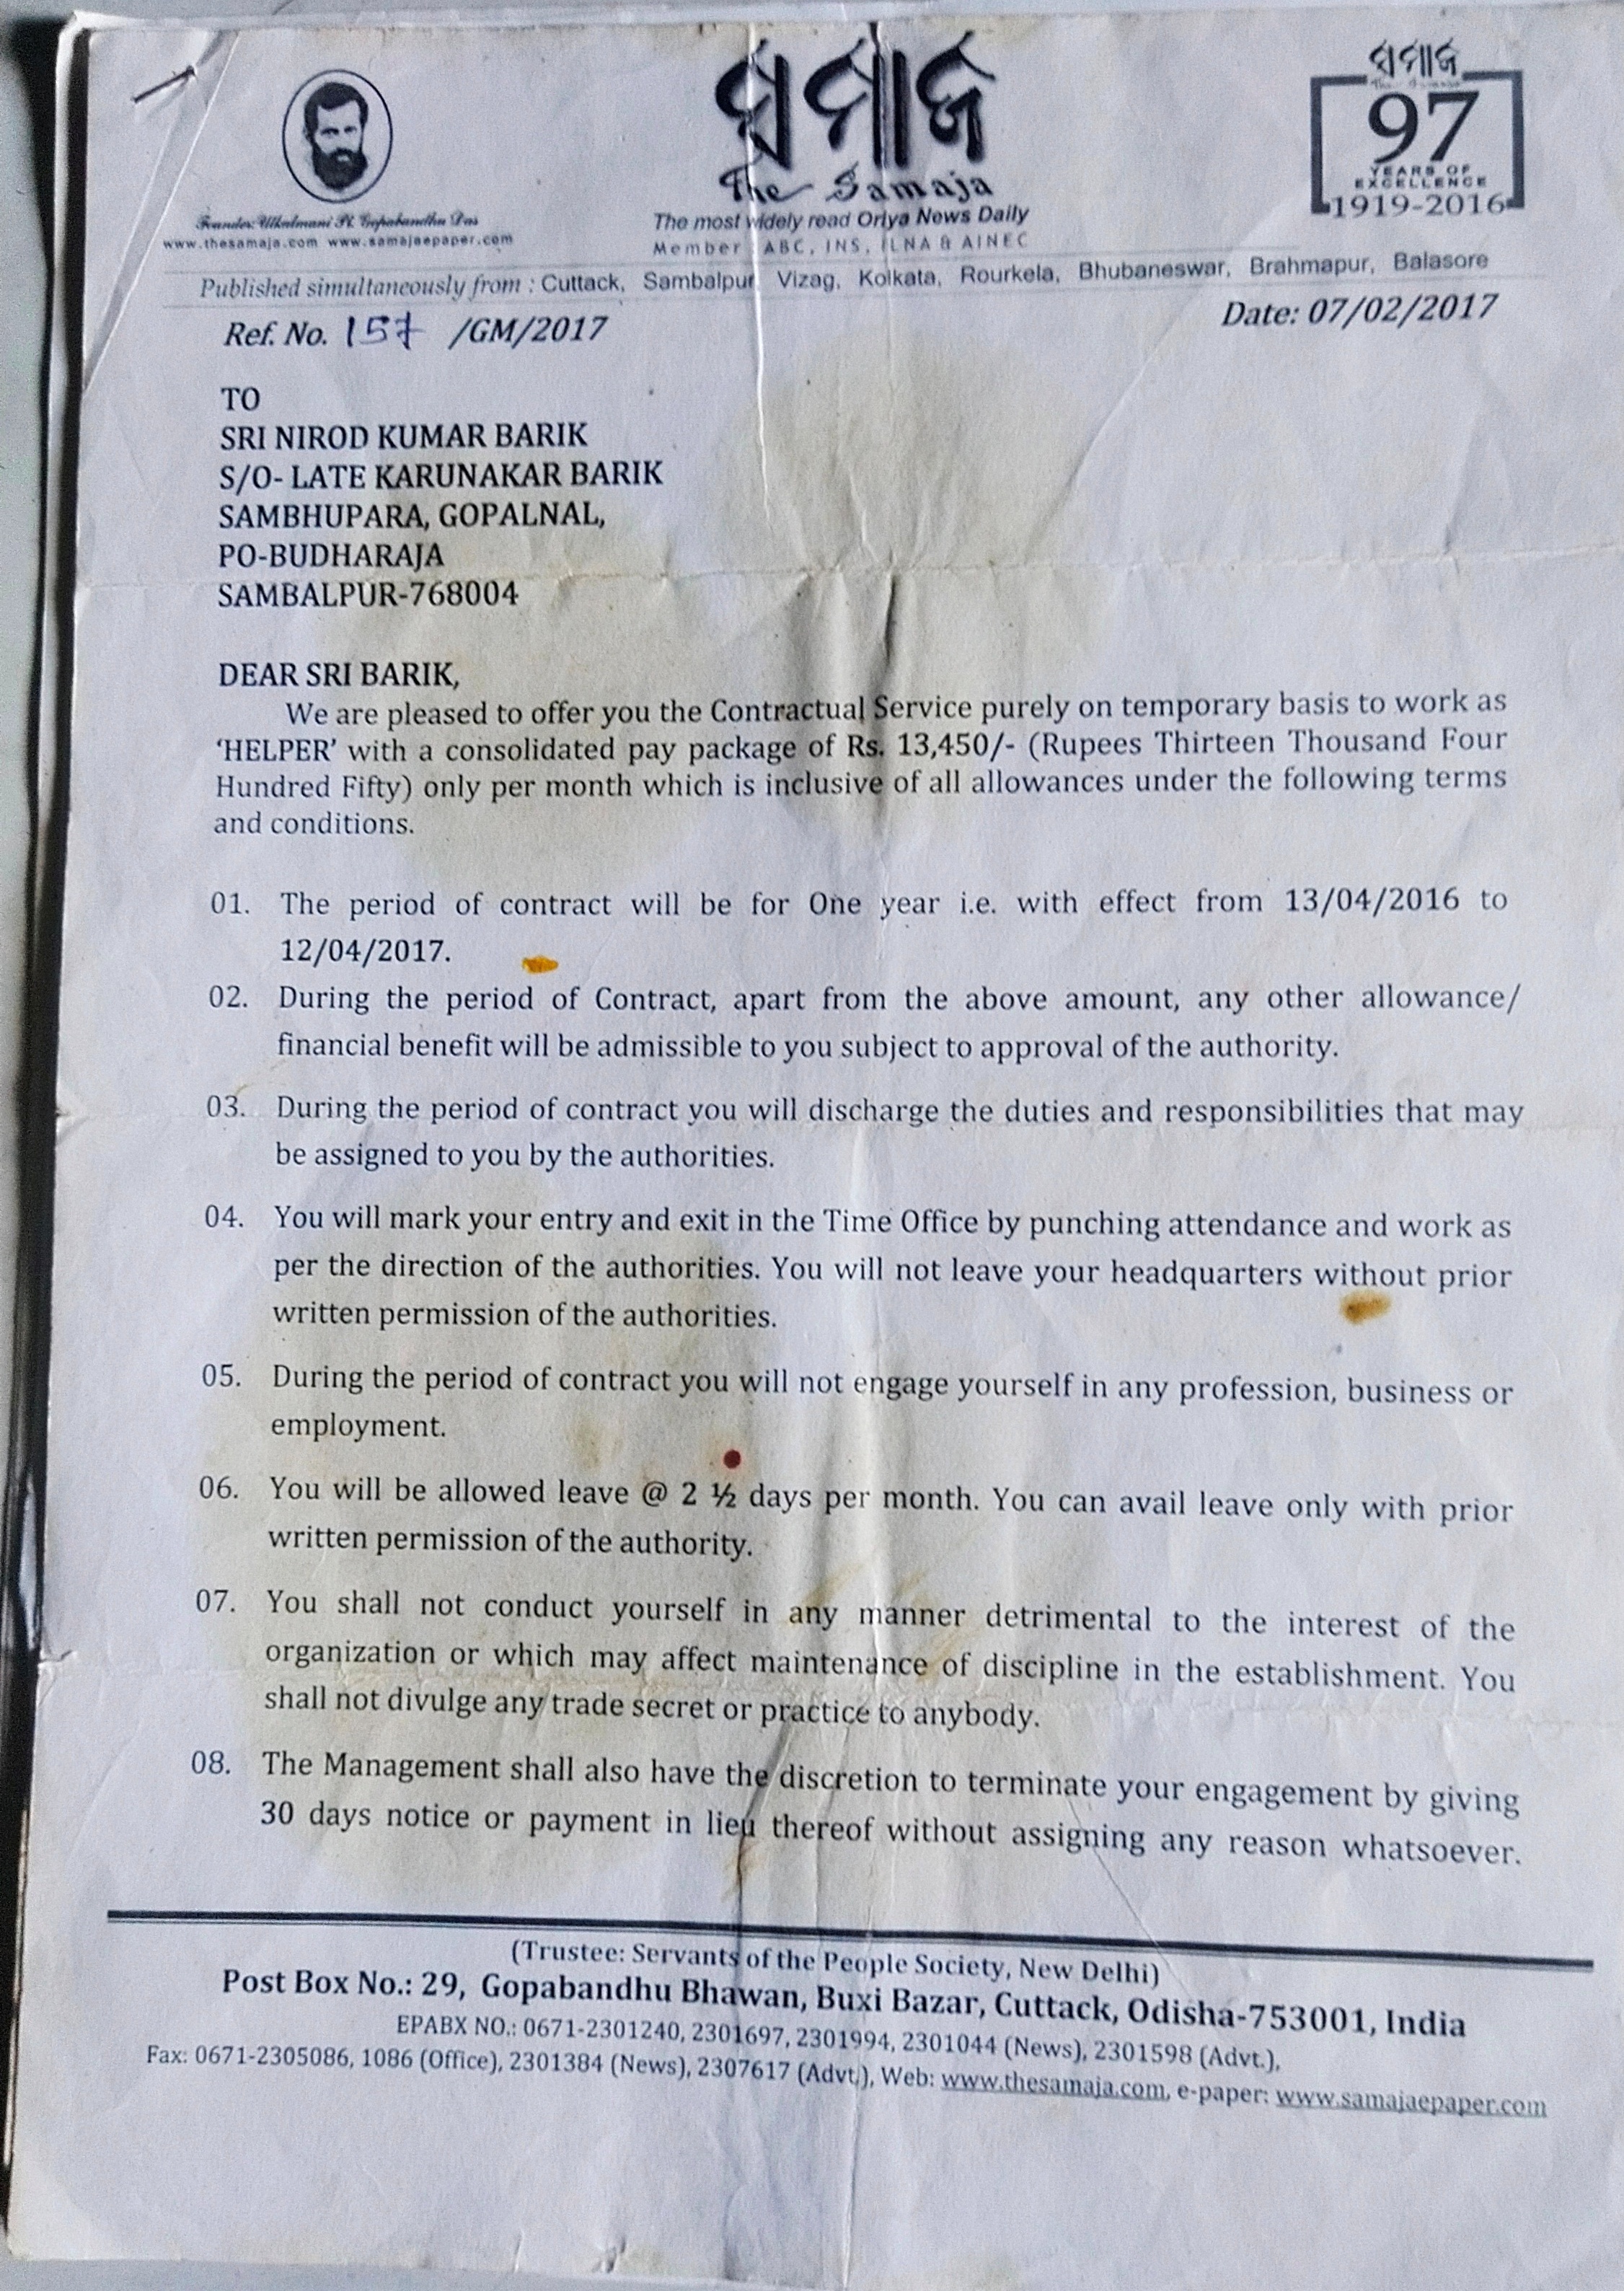 ସମାଜ
The Samaja
ସମାଜ
97
YEARS OF
EXCELLENCE
1919-2016
Founder: Utkalmani Pt. Gopabandhu Das
The most widely read Oriya News Daily
www.thesamaja.com www.samajaepaper.com
Member ABC, INS, ILNA & AINEC
Published simultaneously from : Cuttack, Sambalpur, Vizag, Kolkata, Rourkela, Bhubaneswar, Brahmapur, Balasore
Ref. No. 157 /GM/2017
Date: 07/02/2017
TO
SRI NIROD KUMAR BARIK
S/O- LATE KARUNAKAR BARIK
SAMBHUPARA, GOPALNAL,
PO-BUDHARAJA
SAMBALPUR-768004
DEAR SRI BARIK,
We are pleased to offer you the Contractual Service purely on temporary basis to work as
'HELPER' with a consolidated pay package of Rs. 13,450/- (Rupees Thirteen Thousand Four
Hundred Fifty) only per month which is inclusive of all allowances under the following terms
and conditions.
01. The period of contract will be for One year i.e. with effect from 13/04/2016 to
12/04/2017.
02. During the period of Contract, apart from the above amount, any other allowance/
financial benefit will be admissible to you subject to approval of the authority.
03. During the period of contract you will discharge the duties and responsibilities that may
be assigned to you by the authorities.
04. You will mark your entry and exit in the Time Office by punching attendance and work as
per the direction of the authorities. You will not leave your headquarters without prior
written permission of the authorities.
05. During the period of contract you will not engage yourself in any profession, business or
employment.
06. You will be allowed leave @ 2 ½ days per month. You can avail leave only with prior
written permission of the authority.
07. You shall not conduct yourself in any manner detrimental to the interest of the
organization or which may affect maintenance of discipline in the establishment. You
shall not divulge any trade secret or practice to anybody.
08. The Management shall also have the discretion to terminate your engagement by giving
30 days notice or payment in lieu thereof without assigning any reason whatsoever.
(Trustee: Servants of the People Society, New Delhi)
Post Box No.: 29, Gopabandhu Bhawan, Buxi Bazar, Cuttack, Odisha-753001, India
EPABX NO.: 0671-2301240, 2301697, 2301994, 2301044 (News), 2301598 (Advt.),
Fax: 0671-2305086, 1086 (Office), 2301384 (News), 2307617 (Advt.), Web: www.thesamaja.com, e-paper: www.samajaepaper.com